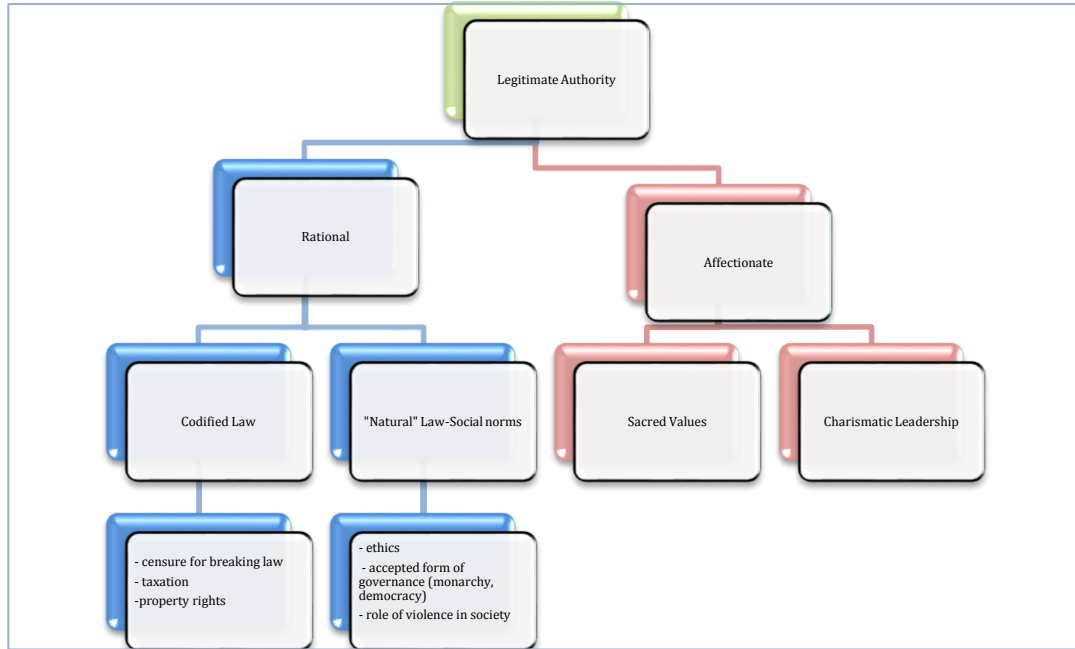 Legitimate Authority
Rational
Affectionate
Codified Law
"Natural" Law-Social norms
Sacred Values
Charismatic Leadership
- censure for breaking law
- taxation
-property rights
- ethics
- accepted form of
governance (monarchy,
democracy)
- role of violence in society